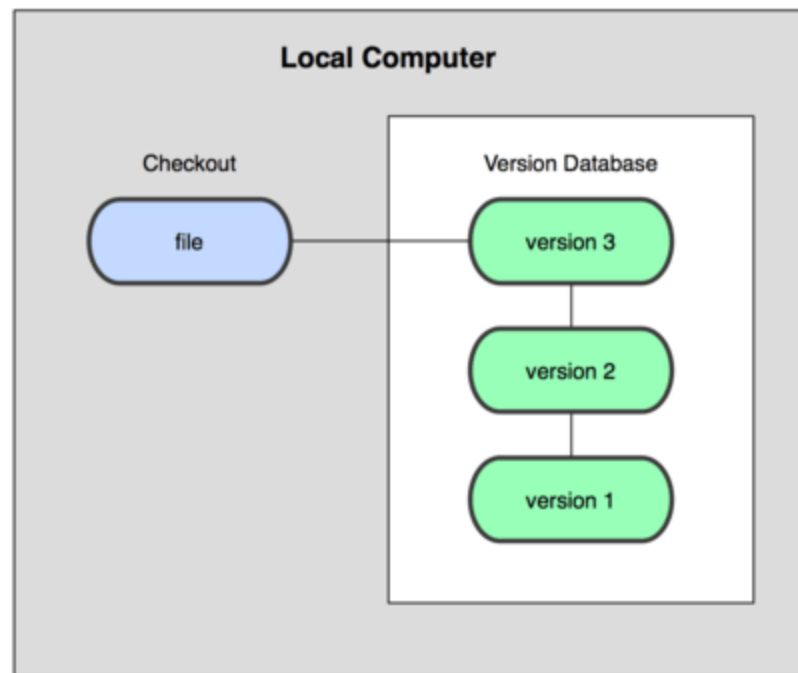 Local Computer
Checkout
Version Database
file
version 3
version 2
version 1